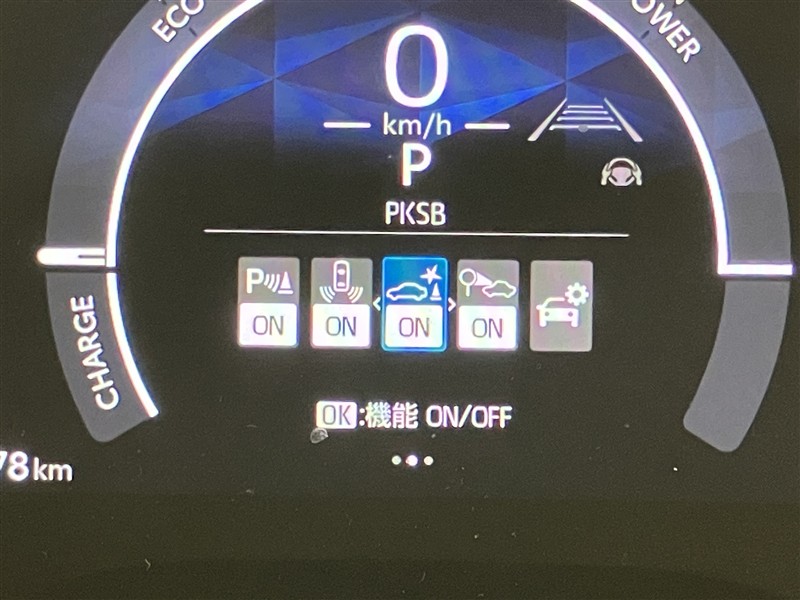 ECO
POWER
0
km/h
P
PKSB
P
ON ON ON ON
CHARGE
OK:機能 ON/OFF
78km